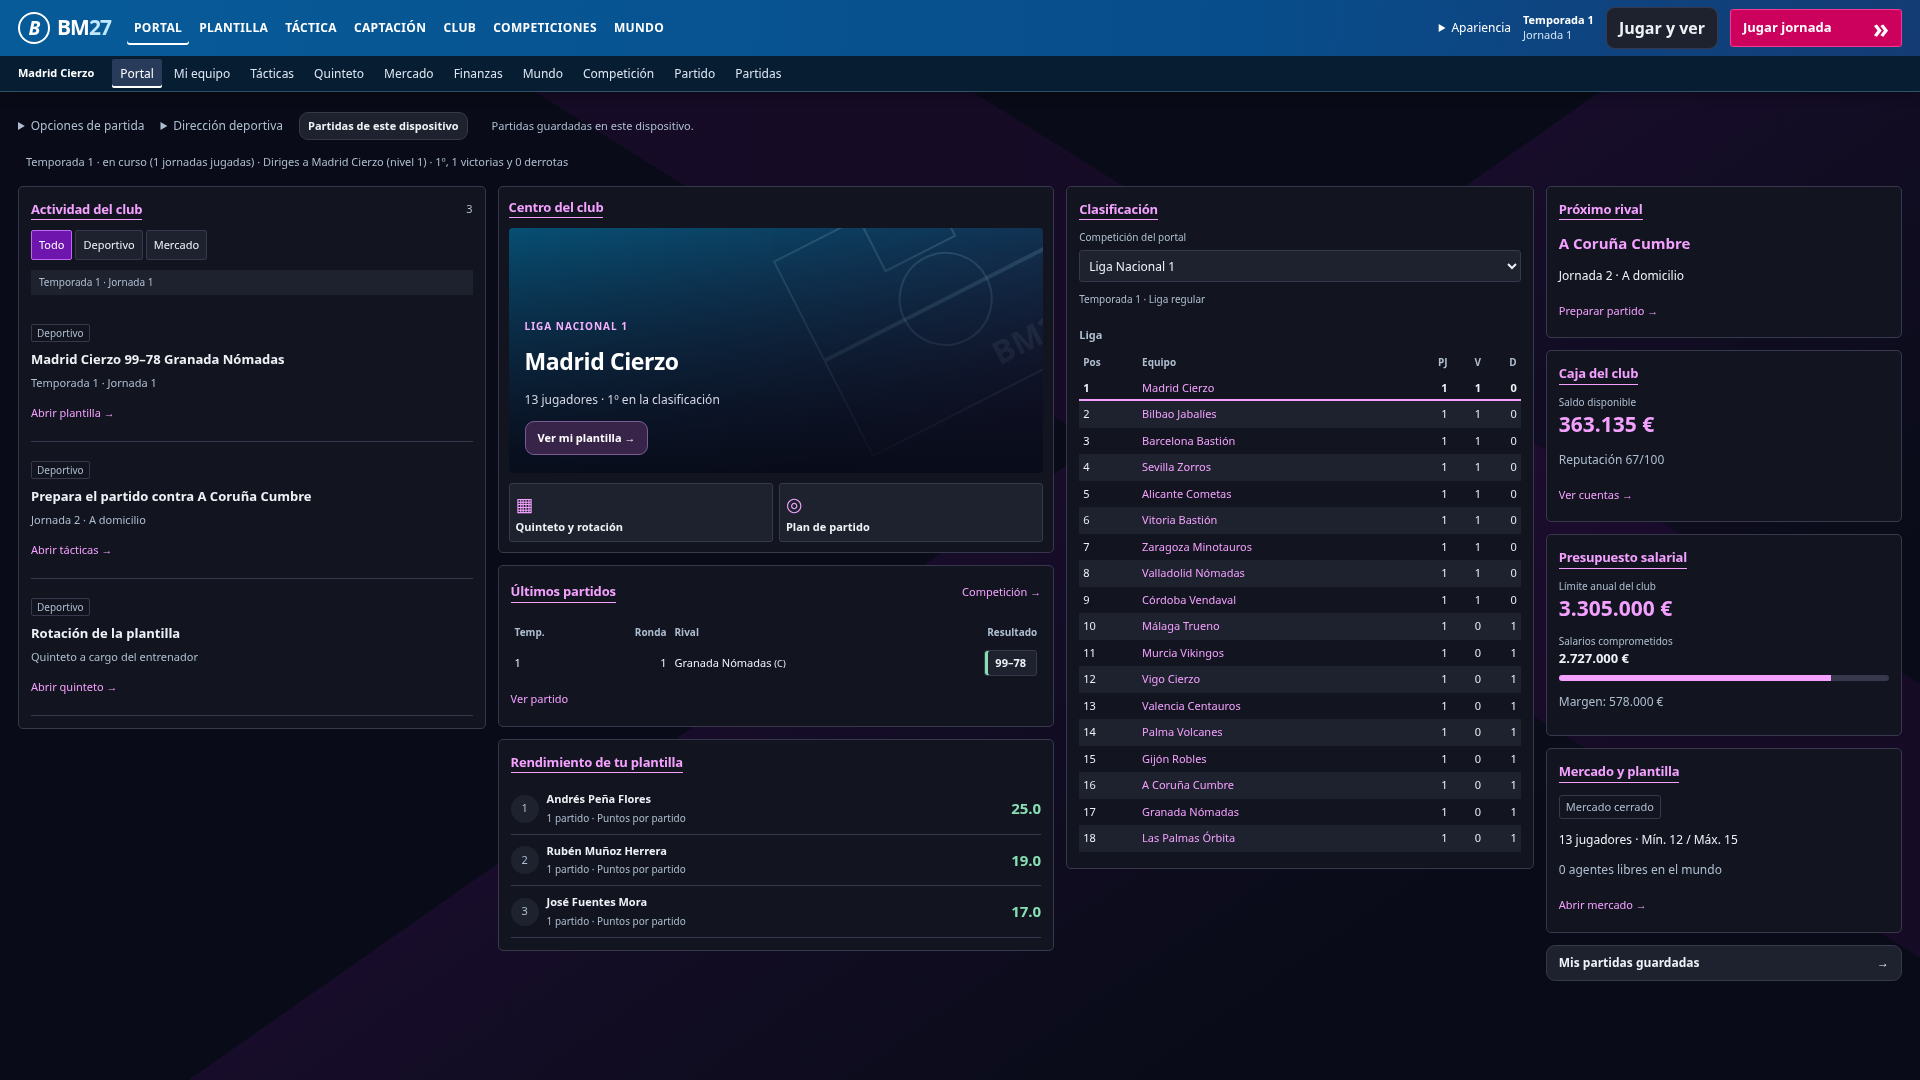 B BM27 PORTAL PLANTILLA TÁCTICA CAPTACIÓN CLUB COMPETICIONES MUNDO
Apariencia
Temporada 1
Jornada 1
Jugar y ver
Jugar jornada »
Madrid Cierzo Portal Mi equipo Tácticas Quinteto Mercado Finanzas Mundo Competición Partido Partidas
Opciones de partida Dirección deportiva Partidas de este dispositivo Partidas guardadas en este dispositivo.
Temporada 1 · en curso (1 jornadas jugadas) · Diriges a Madrid Cierzo (nivel 1) · 1º, 1 victorias y 0 derrotas
Actividad del club 3
Todo Deportivo Mercado
Temporada 1 · Jornada 1
Deportivo
Madrid Cierzo 99–78 Granada Nómadas
Temporada 1 · Jornada 1
Abrir plantilla →
Deportivo
Prepara el partido contra A Coruña Cumbre
Jornada 2 · A domicilio
Abrir tácticas →
Deportivo
Rotación de la plantilla
Quinteto a cargo del entrenador
Abrir quinteto →
Centro del club
BM27
LIGA NACIONAL 1
Madrid Cierzo
13 jugadores · 1º en la clasificación
Ver mi plantilla →
Quinteto y rotación
Plan de partido
Últimos partidos Competición →
Temp. Ronda Rival Resultado
1 1 Granada Nómadas (C) 99–78
Ver partido
Rendimiento de tu plantilla
1 Andrés Peña Flores 25.0
1 partido · Puntos por partido
2 Rubén Muñoz Herrera 19.0
1 partido · Puntos por partido
3 José Fuentes Mora 17.0
1 partido · Puntos por partido
Clasificación
Competición del portal
Liga Nacional 1
Temporada 1 · Liga regular
Liga
Pos Equipo PJ V D
1 Madrid Cierzo 1 1 0
2 Bilbao Jabalíes 1 1 0
3 Barcelona Bastión 1 1 0
4 Sevilla Zorros 1 1 0
5 Alicante Cometas 1 1 0
6 Vitoria Bastión 1 1 0
7 Zaragoza Minotauros 1 1 0
8 Valladolid Nómadas 1 1 0
9 Córdoba Vendaval 1 1 0
10 Málaga Trueno 1 0 1
11 Murcia Vikingos 1 0 1
12 Vigo Cierzo 1 0 1
13 Valencia Centauros 1 0 1
14 Palma Volcanes 1 0 1
15 Gijón Robles 1 0 1
16 A Coruña Cumbre 1 0 1
17 Granada Nómadas 1 0 1
18 Las Palmas Órbita 1 0 1
Próximo rival
A Coruña Cumbre
Jornada 2 · A domicilio
Preparar partido →
Caja del club
Saldo disponible
363.135 €
Reputación 67/100
Ver cuentas →
Presupuesto salarial
Límite anual del club
3.305.000 €
Salarios comprometidos
2.727.000 €
Margen: 578.000 €
Mercado y plantilla
Mercado cerrado
13 jugadores · Mín. 12 / Máx. 15
0 agentes libres en el mundo
Abrir mercado →
Mis partidas guardadas →